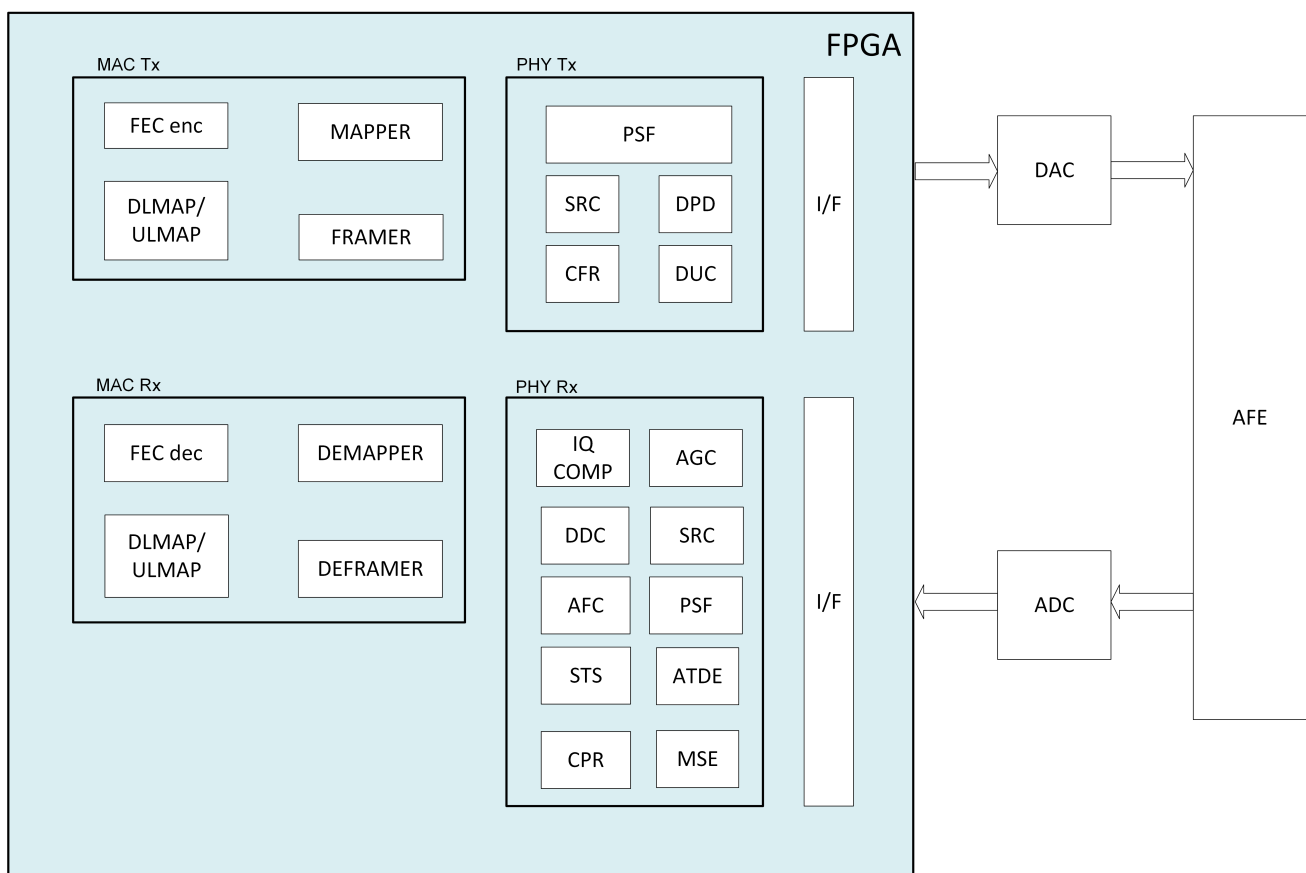 FPGA
MAC Tx
FEC enc
MAPPER
DLMAP/
ULMAP
FRAMER
PHY Tx
PSF
SRC
DPD
CFR
DUC
I/F
DAC
AFE
MAC Rx
FEC dec
DEMAPPER
DLMAP/
ULMAP
DEFRAMER
PHY Rx
IQ
COMP
AGC
DDC
SRC
AFC
PSF
STS
ATDE
CPR
MSE
I/F
ADC